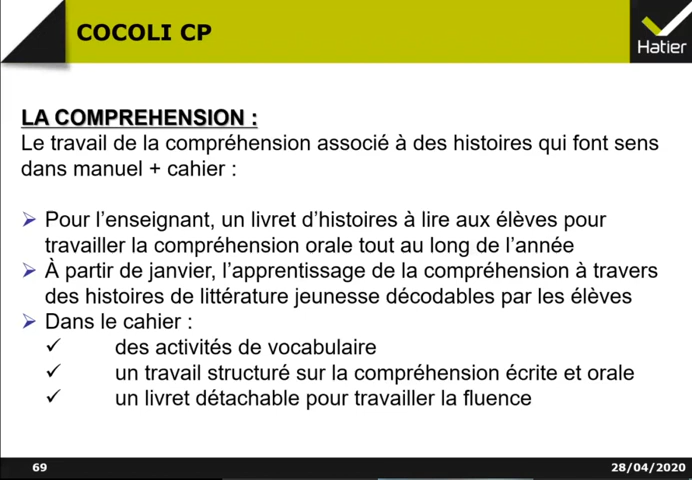 COCOLI CP
Hatier
LA COMPREHENSION :
Le travail de la compréhension associé à des histoires qui font sens
dans manuel + cahier :
Pour l’enseignant, un livret d’histoires à lire aux élèves pour
travailler la compréhension orale tout au long de l’année
À partir de janvier, l’apprentissage de la compréhension à travers
des histoires de littérature jeunesse décodables par les élèves
Dans le cahier :
des activités de vocabulaire
un travail structuré sur la compréhension écrite et orale
un livret détachable pour travailler la fluence
69
28/04/2020